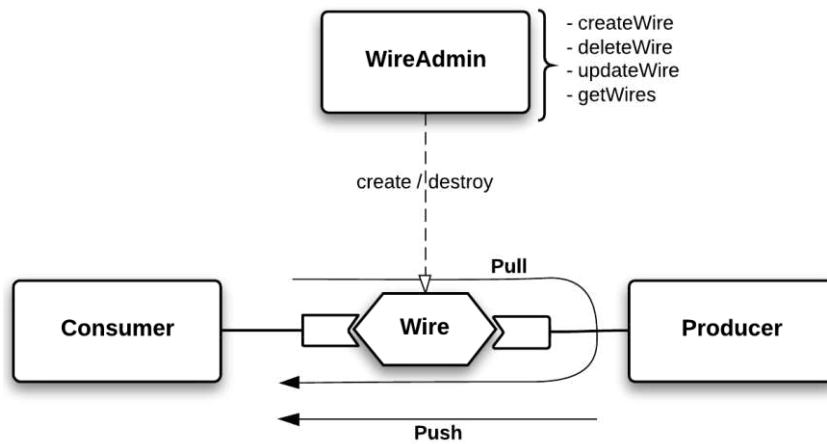 WireAdmin
- createWire
- deleteWire
- updateWire
- getWires
create / destroy
Pull
Consumer
Wire
Producer
Push